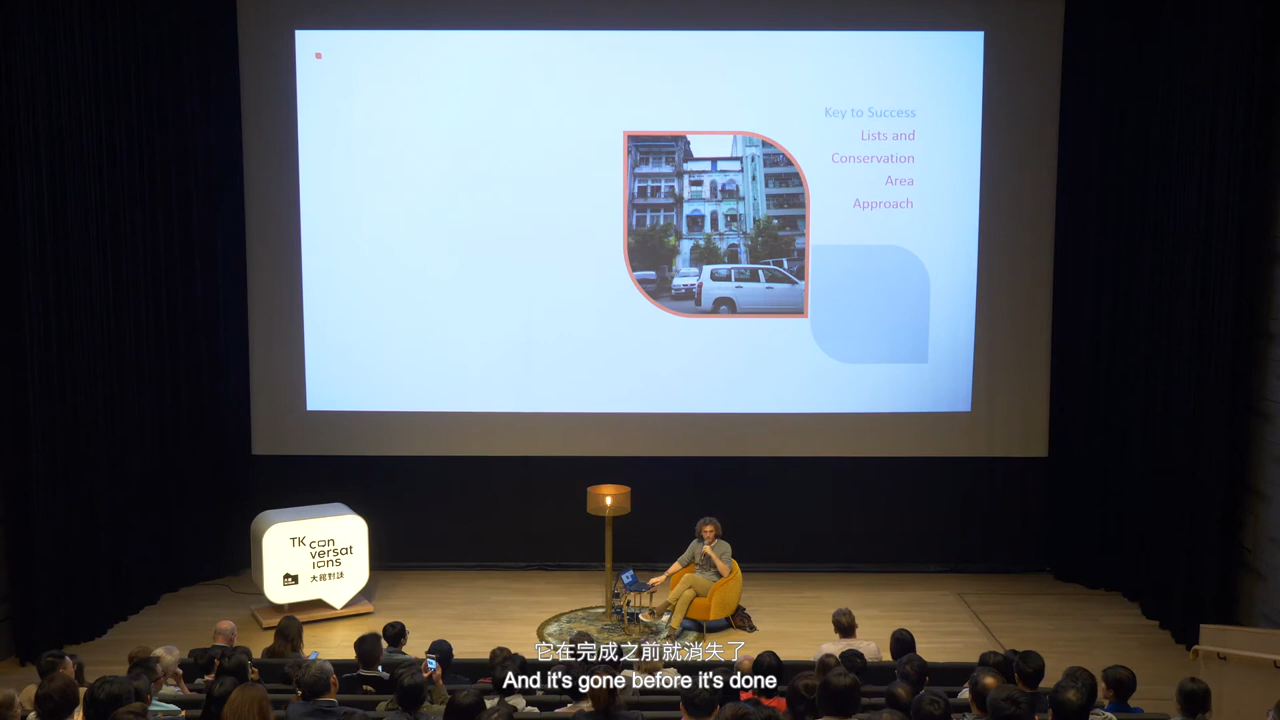 Key to Success
Lists and
Conservation
Area
Approach
TK
con
versat
ions
大館對談
它在完成之前就消失了
And it's gone before it's done